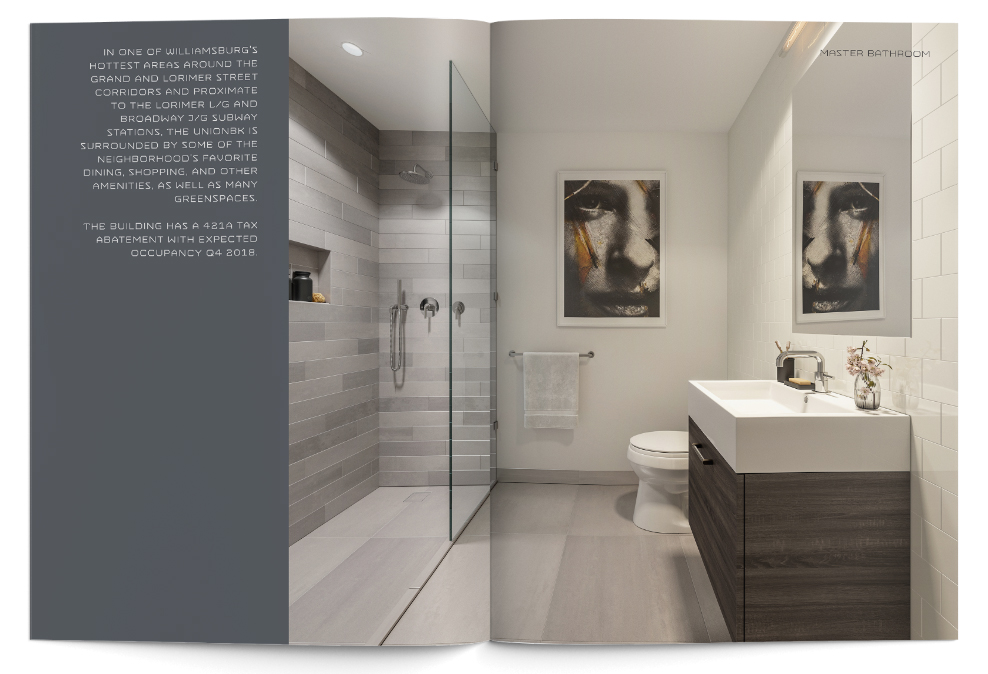 IN ONE OF WILLIAMSBURG'S
HOTTEST AREAS AROUND THE
GRAND AND LORIMER STREET
CORRIDORS AND PROXIMATE
TO THE LORIMER L/G AND
BROADWAY J/G SUBWAY
STATIONS, THE UNIONBK IS
SURROUNDED BY SOME OF THE
NEIGHBORHOOD'S FAVORITE
DINING, SHOPPING, AND OTHER
AMENITIES, AS WELL AS MANY
GREENSPACES.
THE BUILDING HAS A 421A TAX
ABATEMENT WITH EXPECTED
OCCUPANCY Q4 2018.
MASTER BATHROOM